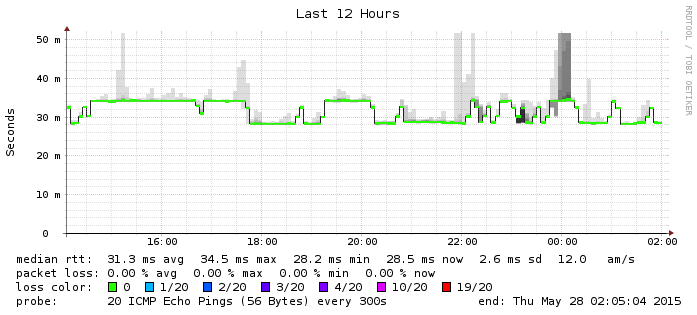 Last 12 Hours
RRDTOOL / TOBI OETIKER
50 m
40 m
30 m
20 m
10 m
0
Seconds
16:00 18:00 20:00 22:00 00:00 02:00
median rtt: 31.3 ms avg 34.5 ms max 28.2 ms min 28.5 ms now 2.6 ms sd 12.0 am/s
packet loss: 0.00 % avg 0.00 % max 0.00 % min 0.00 % now
loss color: 0 1/20 2/20 3/20 4/20 10/20 19/20
probe: 20 ICMP Echo Pings (56 Bytes) every 300s end: Thu May 28 02:05:04 2015